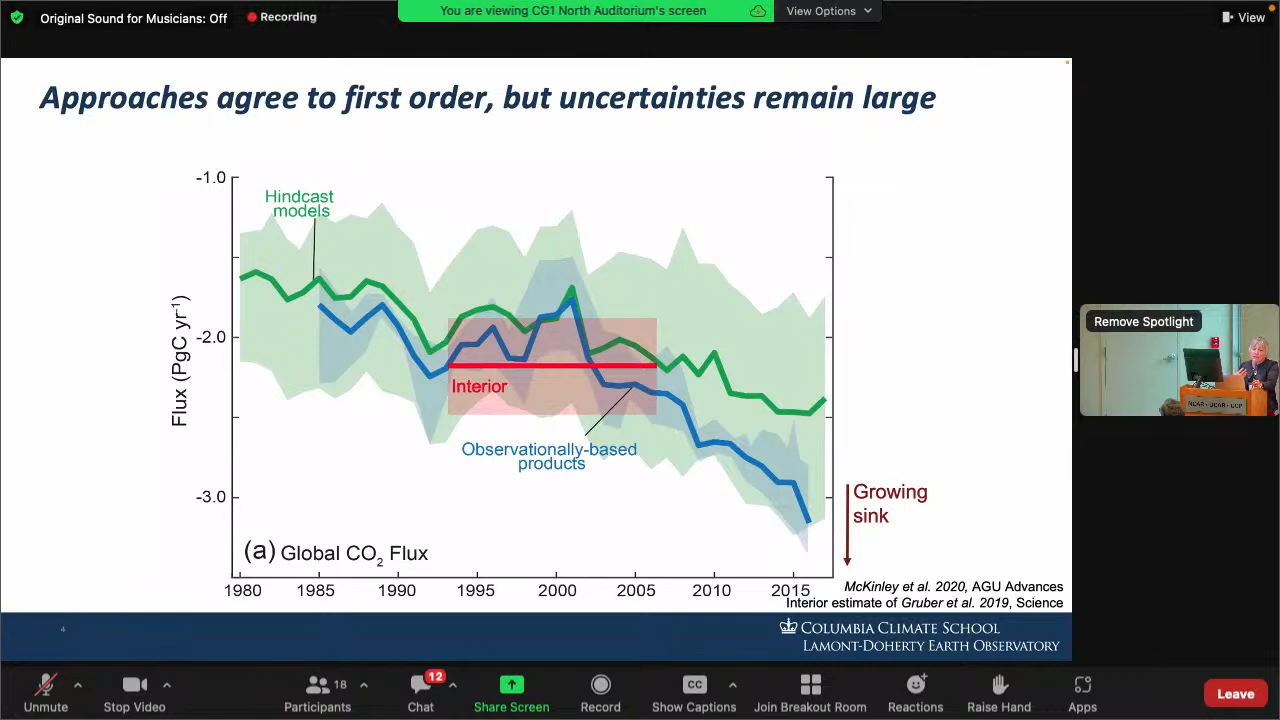 Original Sound for Musicians: Off
Recording
You are viewing CG1 North Auditorium's screen
View Options
View
Approaches agree to first order, but uncertainties remain large
-1.0
-2.0
-3.0
Flux (PgC yr⁻¹)
Hindcast
models
Interior
Observationally-based
products
Growing
sink
(a) Global CO₂ Flux
1980 1985 1990 1995 2000 2005 2010 2015
McKinley et al. 2020, AGU Advances
Interior estimate of Gruber et al. 2019, Science
4
COLUMBIA CLIMATE SCHOOL
LAMONT-DOHERTY EARTH OBSERVATORY
Remove Spotlight
NCAR - UCAR - UCP
Unmute
Stop Video
18
Participants
12
Chat
Share Screen
Record
CC
Show Captions
Join Breakout Room
Reactions
Raise Hand
Apps
Leave